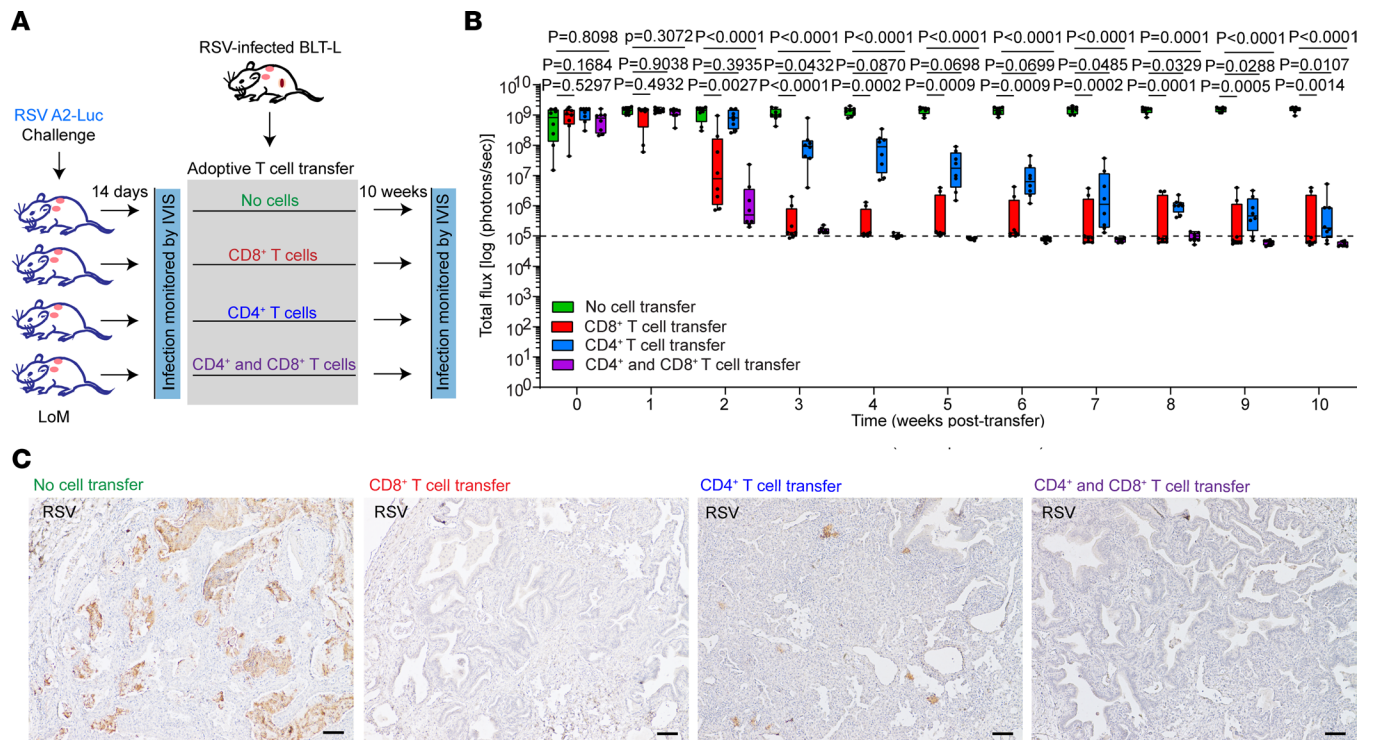 A
RSV-infected BLT-L
RSV A2-Luc
Challenge
Adoptive T cell transfer
14 days
10 weeks
Infection monitored by IVIS
No cells
CD8⁺ T cells
CD4⁺ T cells
CD4⁺ and CD8⁺ T cells
Infection monitored by IVIS
LoM
B
P=0.8098 p=0.3072 P<0.0001 P<0.0001 P<0.0001 P<0.0001 P<0.0001 P<0.0001 P=0.0001 P<0.0001 P<0.0001
P=0.1684 P=0.9038 P=0.3935 P=0.0432 P=0.0870 P=0.0698 P=0.0699 P=0.0485 P=0.0329 P=0.0288 P=0.0107
P=0.5297 P=0.4932 P=0.0027 P<0.0001 P=0.0002 P=0.0009 P=0.0009 P=0.0002 P=0.0001 P=0.0005 P=0.0014
Total flux [log (photons/sec)]
10¹⁰
10⁹
10⁸
10⁷
10⁶
10⁵
10⁴
10³
10²
10¹
10⁰
No cell transfer
CD8⁺ T cell transfer
CD4⁺ T cell transfer
CD4⁺ and CD8⁺ T cell transfer
0 1 2 3 4 5 6 7 8 9 10
Time (weeks post-transfer)
C
No cell transfer
RSV
CD8⁺ T cell transfer
RSV
CD4⁺ T cell transfer
RSV
CD4⁺ and CD8⁺ T cell transfer
RSV